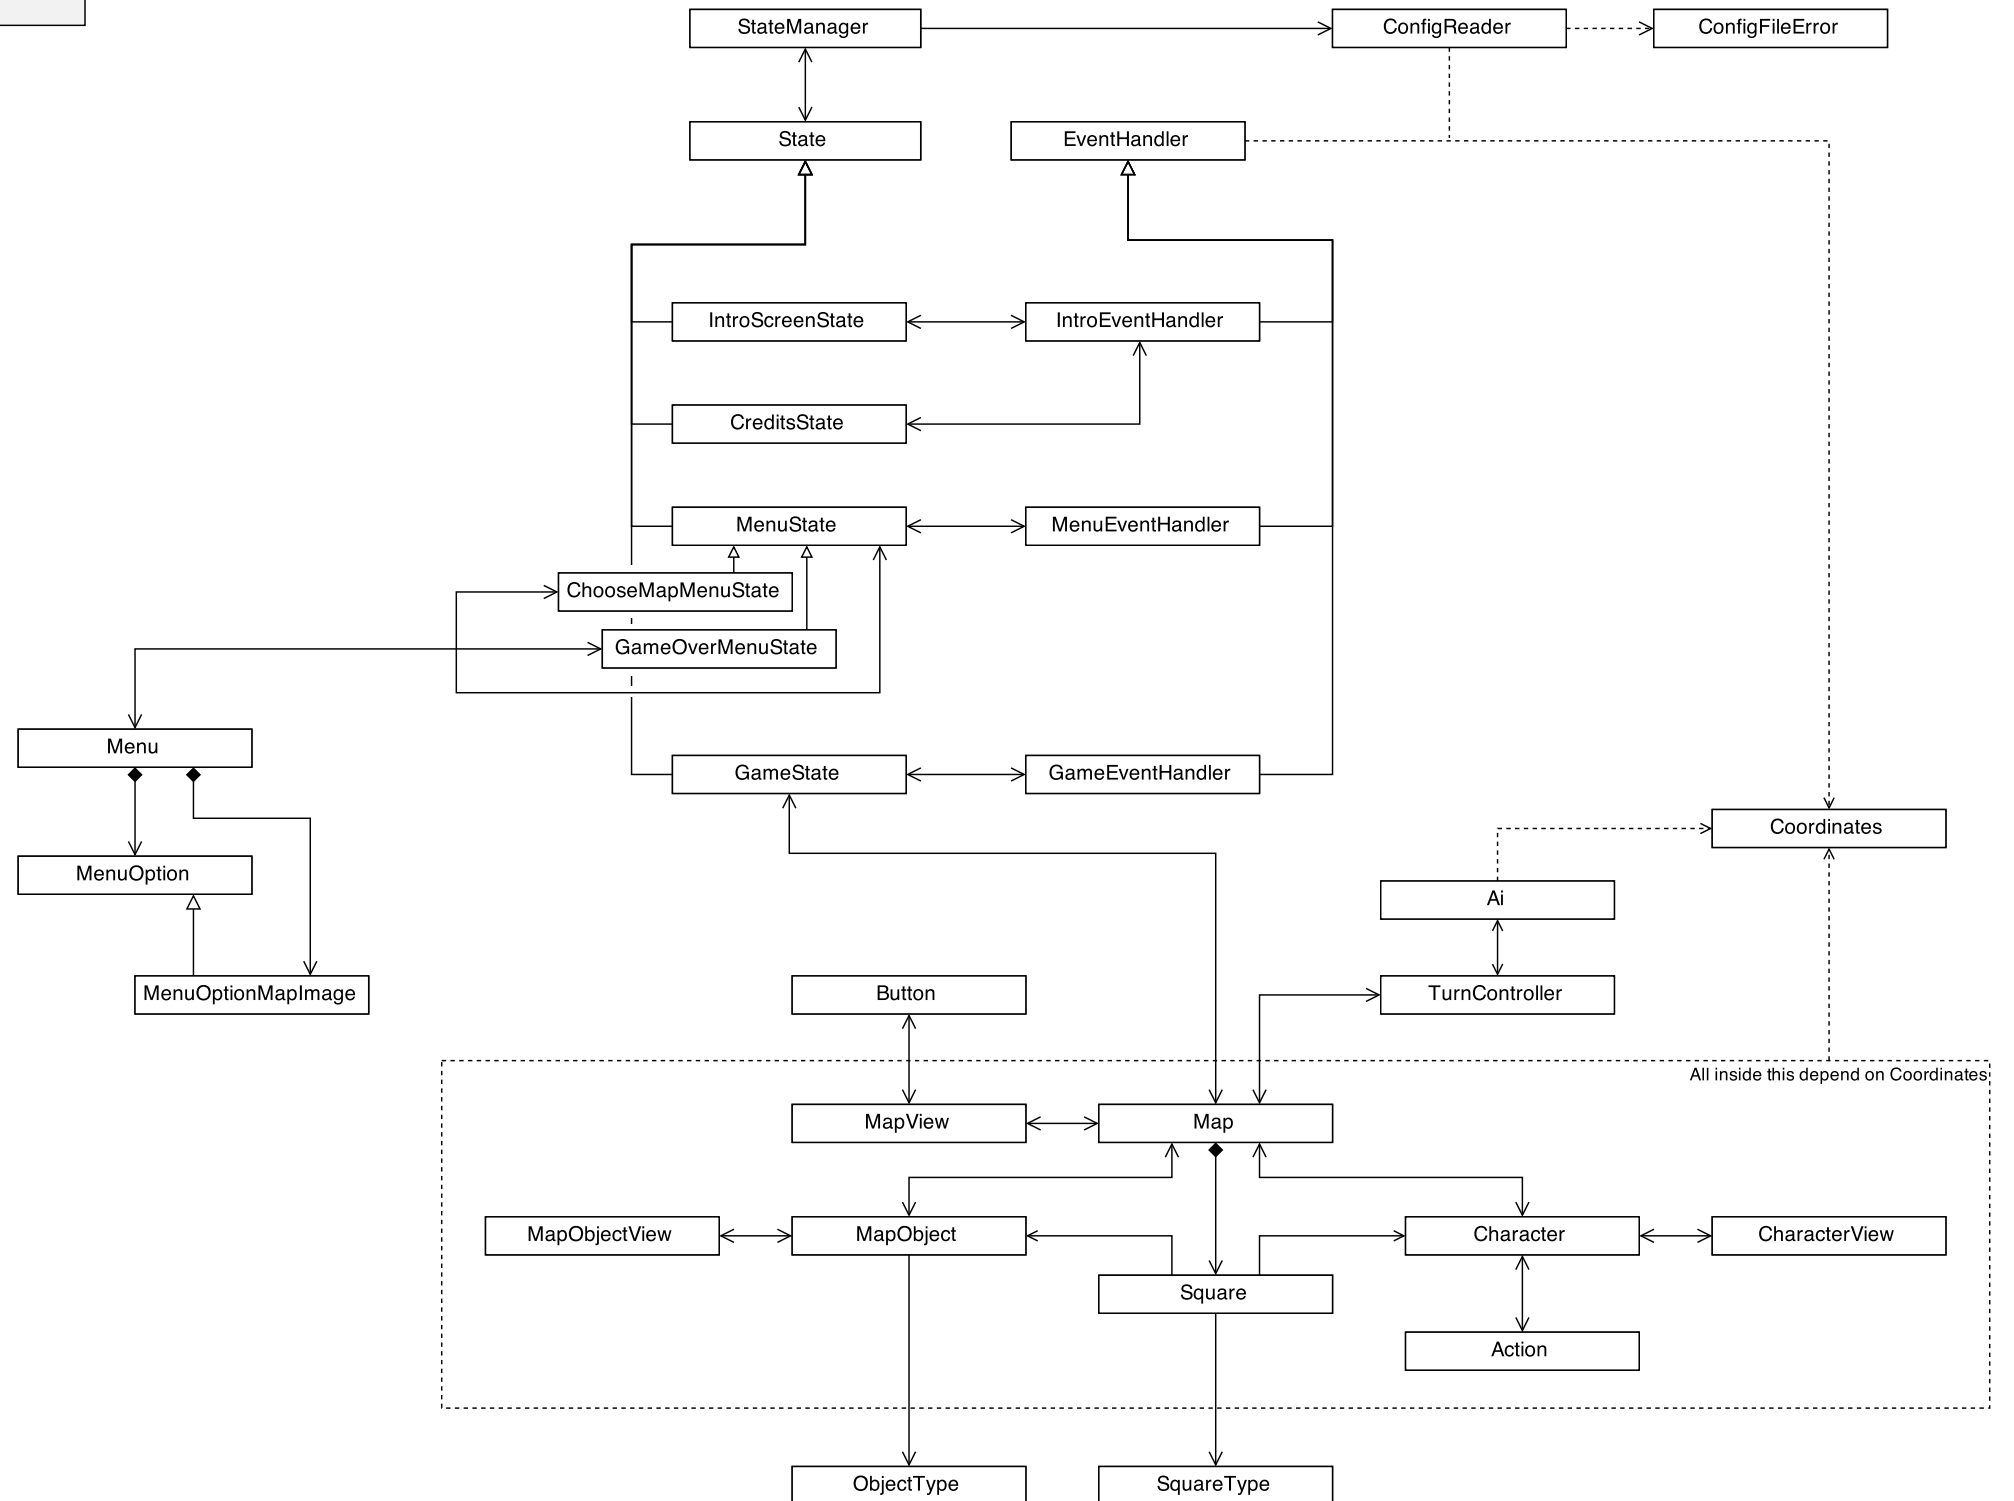 StateManager
ConfigReader
ConfigFileError
State
EventHandler
IntroScreenState
IntroEventHandler
CreditsState
MenuState
MenuEventHandler
ChooseMapMenuState
GameOverMenuState
Menu
GameState
GameEventHandler
Coordinates
MenuOption
Ai
MenuOptionMapImage
Button
TurnController
All inside this depend on Coordinates
MapView
Map
MapObjectView
MapObject
Character
CharacterView
Square
Action
ObjectType
SquareType